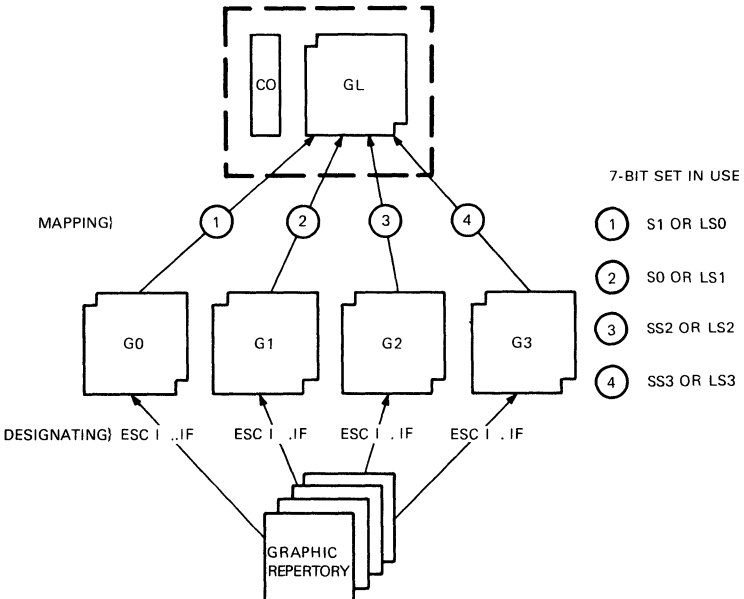 CO
GL
7-BIT SET IN USE
MAPPING}
1
2
3
4
1 S1 OR LS0
2 S0 OR LS1
3 SS2 OR LS2
4 SS3 OR LS3
G0
G1
G2
G3
DESIGNATING} ESC I ..IF ESC I .IF ESC I . IF ESC I . IF
GRAPHIC
REPERTORY